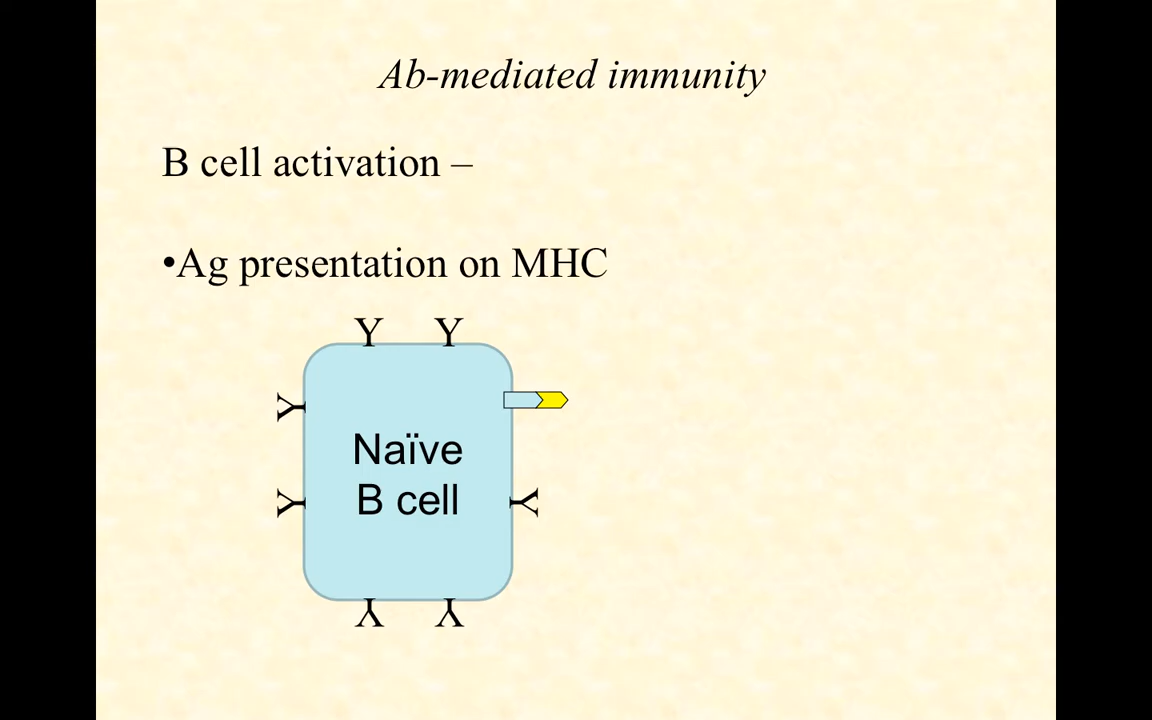 Ab-mediated immunity
B cell activation –
•Ag presentation on MHC
Y Y
Y
Naïve
B cell
Y
Y
Y Y